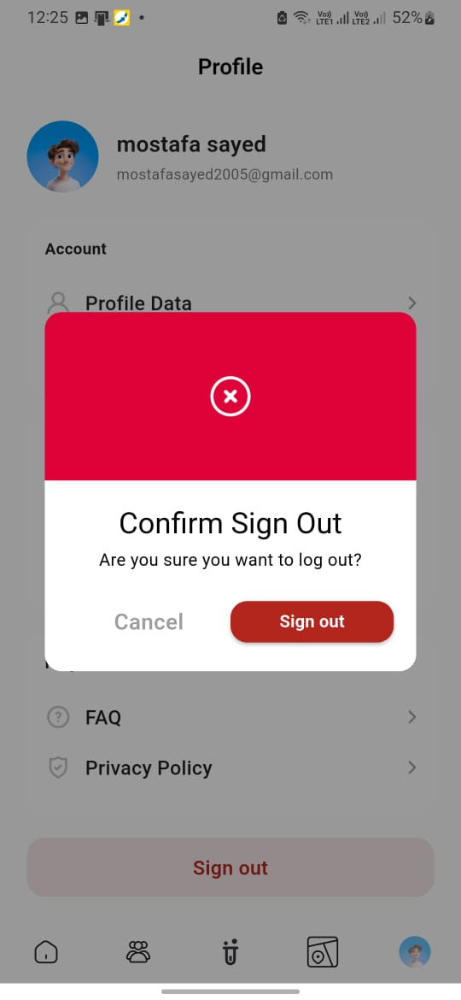 12:25
Vo)) LTE1 Vo)) LTE2 52%
Profile
mostafa sayed
mostafasayed2005@gmail.com
Account
Profile Data
Confirm Sign Out
Are you sure you want to log out?
Cancel
Sign out
FAQ
Privacy Policy
Sign out